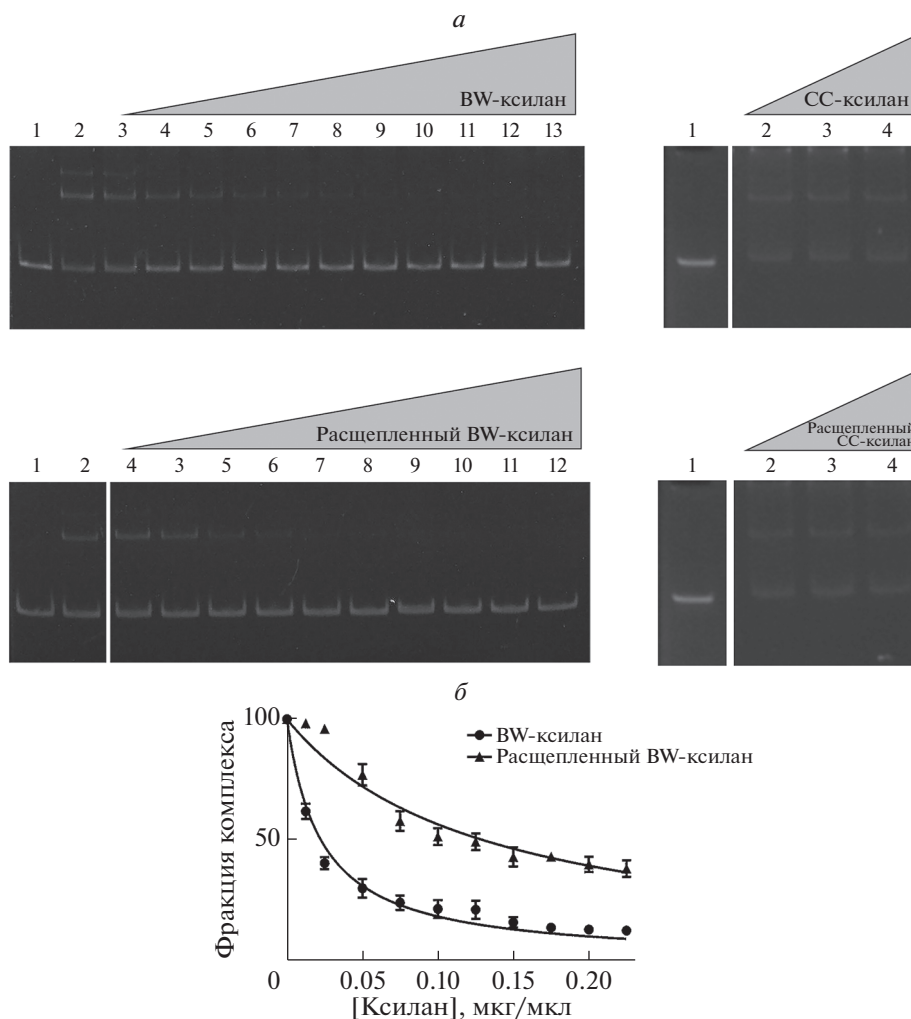 а
BW-ксилан
1 2 3 4 5 6 7 8 9 10 11 12 13
CC-ксилан
1 2 3 4
Расщепленный BW-ксилан
1 2 4 3 5 6 7 8 9 10 11 12
Расщепленный
CC-ксилан
1 2 3 4
б
BW-ксилан
Расщепленный BW-ксилан
Фракция комплекса
100
50
0 0.05 0.10 0.15 0.20
[Ксилан], мкг/мкл